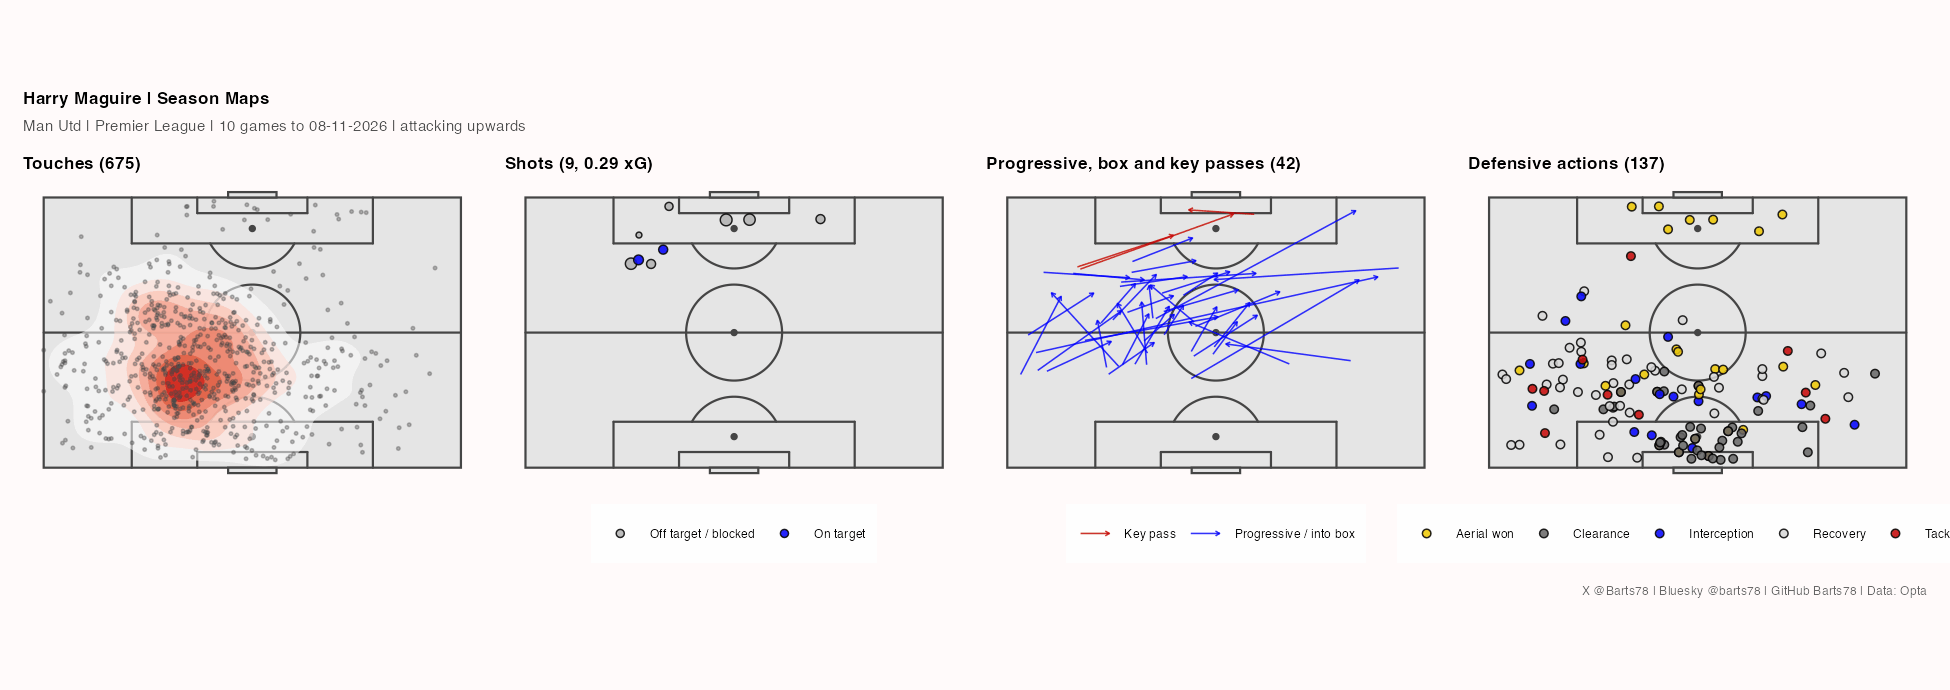 Harry Maguire | Season Maps
Man Utd | Premier League | 10 games to 08-11-2026 | attacking upwards
Touches (675)
Shots (9, 0.29 xG)
Progressive, box and key passes (42)
Defensive actions (137)
Off target / blocked
On target
Key pass
Progressive / into box
Aerial won
Clearance
Interception
Recovery
Tack
X @Barts78 | Bluesky @barts78 | GitHub Barts78 | Data: Opta